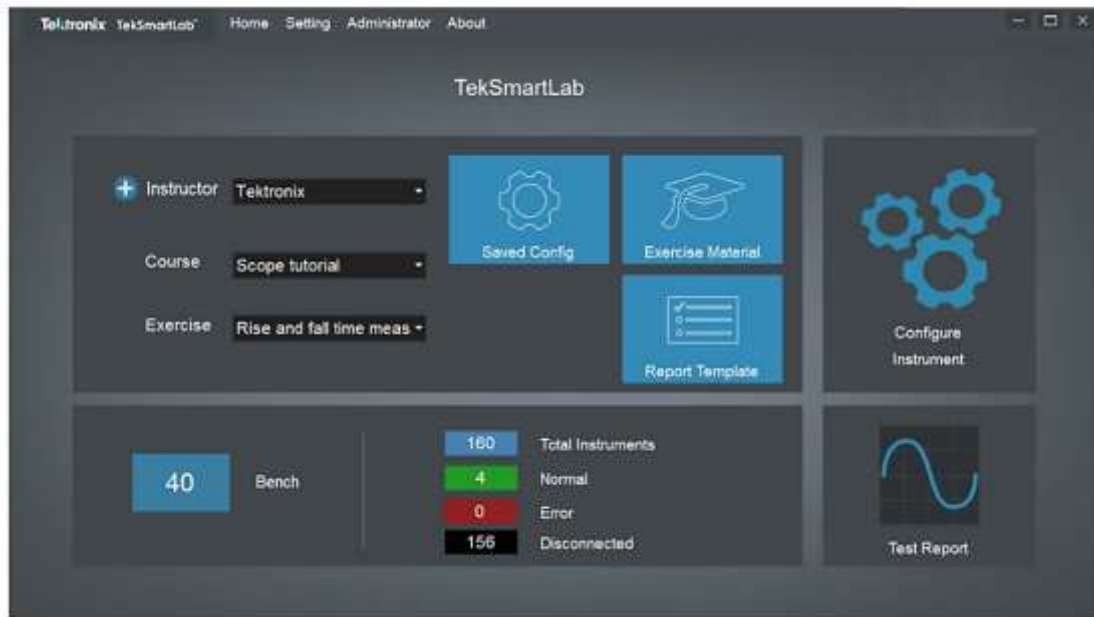 Tektronix TekSmartLab™ Home Setting Administrator About
TekSmartLab
Instructor Tektronix
Course Scope tutorial
Exercise Rise and fall time meas
Saved Config
Exercise Material
Report Template
Configure
Instrument
40 Bench
160 Total Instruments
4 Normal
0 Error
156 Disconnected
Test Report